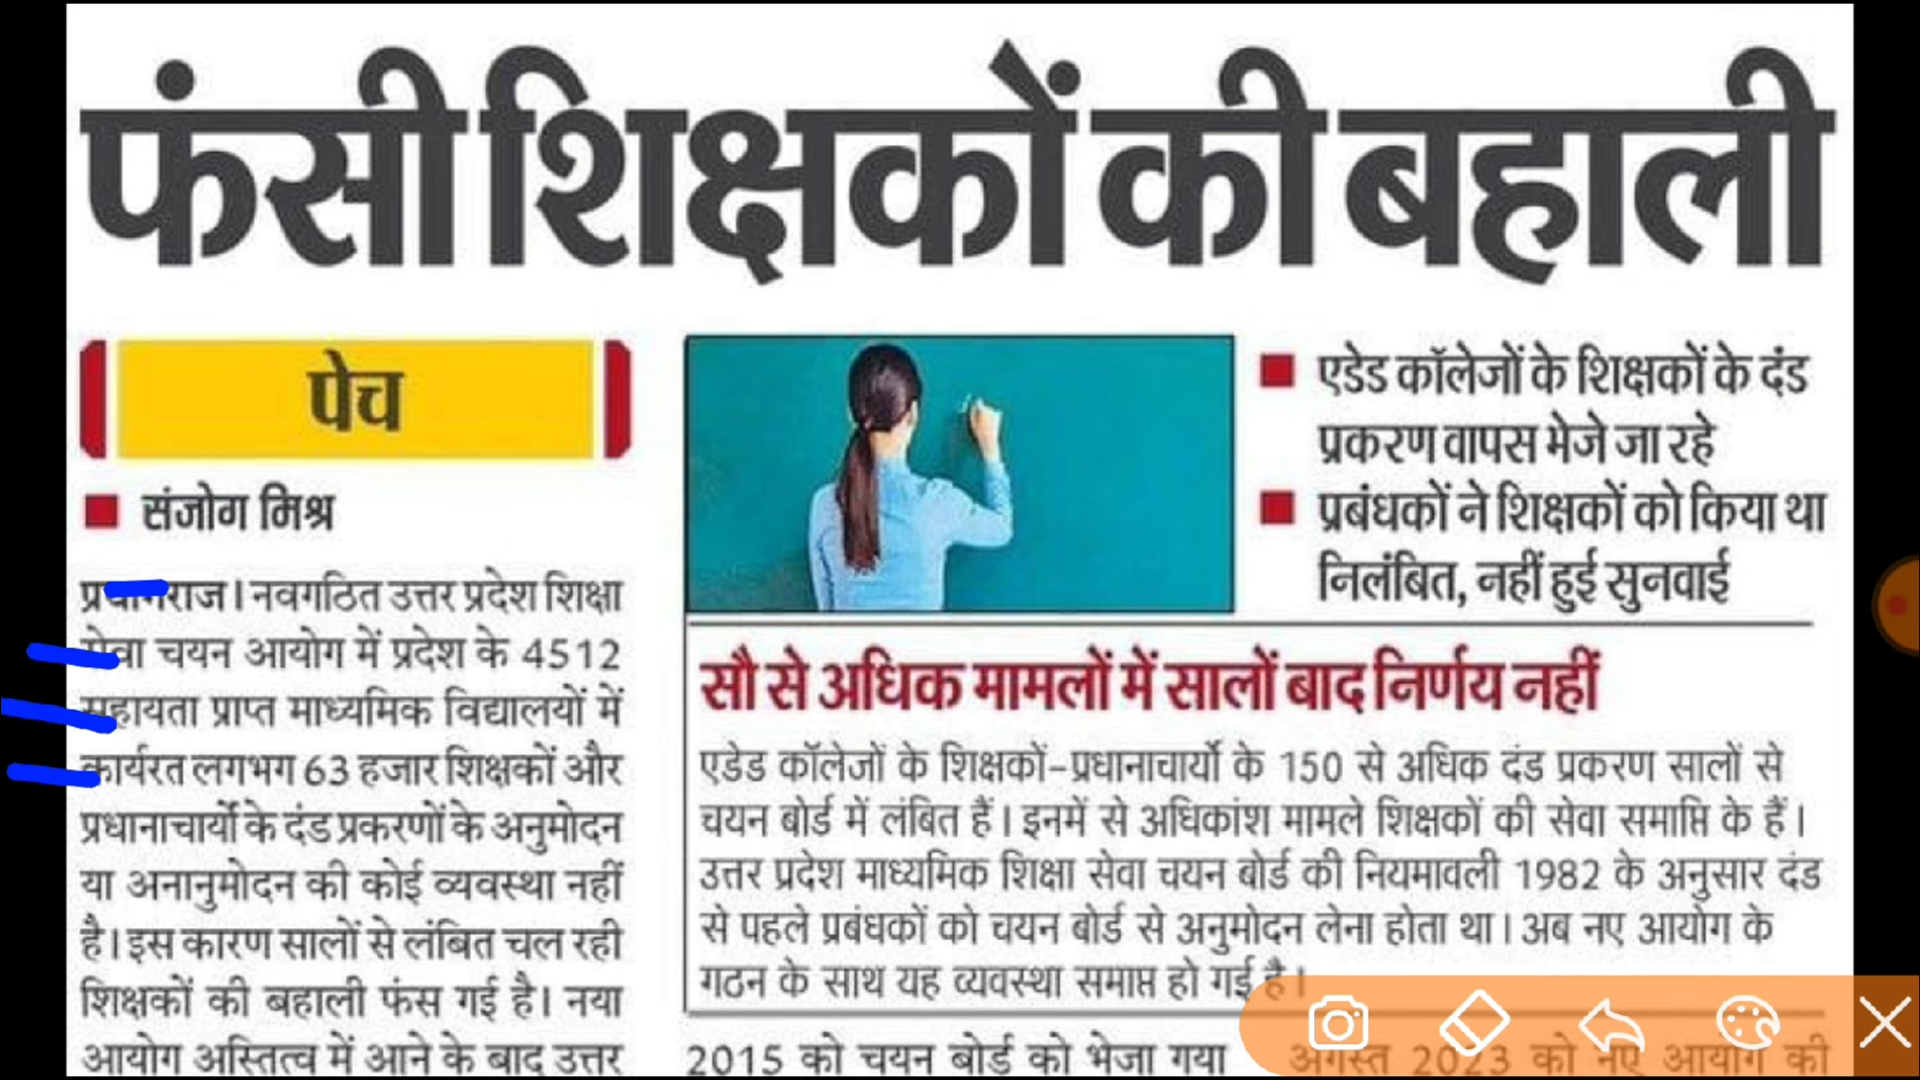 फंसी शिक्षकों की बहाली
पेच
संजोग मिश्र
प्रयागराज। नवगठित उत्तर प्रदेश शिक्षा
सेवा चयन आयोग में प्रदेश के 4512
सहायता प्राप्त माध्यमिक विद्यालयों में
कार्यरत लगभग 63 हजार शिक्षकों और
प्रधानाचार्यों के दंड प्रकरणों के अनुमोदन
या अनानुमोदन की कोई व्यवस्था नहीं
है। इस कारण सालों से लंबित चल रही
शिक्षकों की बहाली फंस गई है। नया
आयोग अस्तित्व में आने के बाद उत्तर
एडेड कॉलेजों के शिक्षकों के दंड
प्रकरण वापस भेजे जा रहे
प्रबंधकों ने शिक्षकों को किया था
निलंबित, नहीं हुई सुनवाई
सौ से अधिक मामलों में सालों बाद निर्णय नहीं
एडेड कॉलेजों के शिक्षकों-प्रधानाचार्यों के 150 से अधिक दंड प्रकरण सालों से
चयन बोर्ड में लंबित हैं। इनमें से अधिकांश मामले शिक्षकों की सेवा समाप्ति के हैं।
उत्तर प्रदेश माध्यमिक शिक्षा सेवा चयन बोर्ड की नियमावली 1982 के अनुसार दंड
से पहले प्रबंधकों को चयन बोर्ड से अनुमोदन लेना होता था। अब नए आयोग के
गठन के साथ यह व्यवस्था समाप्त हो गई है।
2015 को चयन बोर्ड को भेजा गया
अगस्त 2023 को नए आयोग की